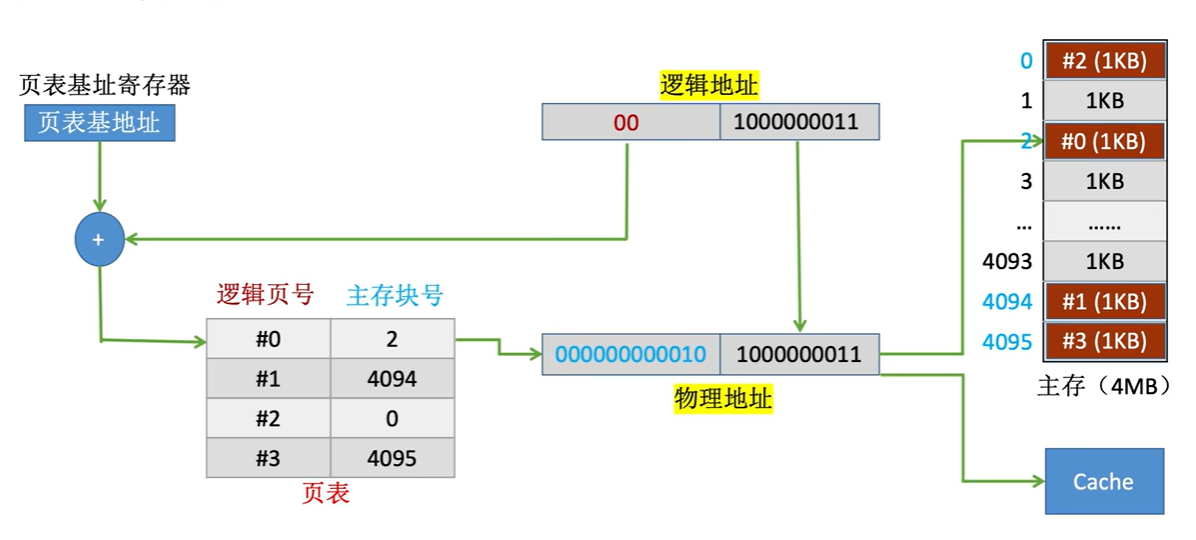 页表基址寄存器
页表基地址
+
逻辑地址
00 1000000011
逻辑页号 主存块号
#0 2
#1 4094
#2 0
#3 4095
页表
000000000010 1000000011
物理地址
0 #2 (1KB)
1 1KB
2 #0 (1KB)
3 1KB
... ......
4093 1KB
4094 #1 (1KB)
4095 #3 (1KB)
主存（4MB）
Cache